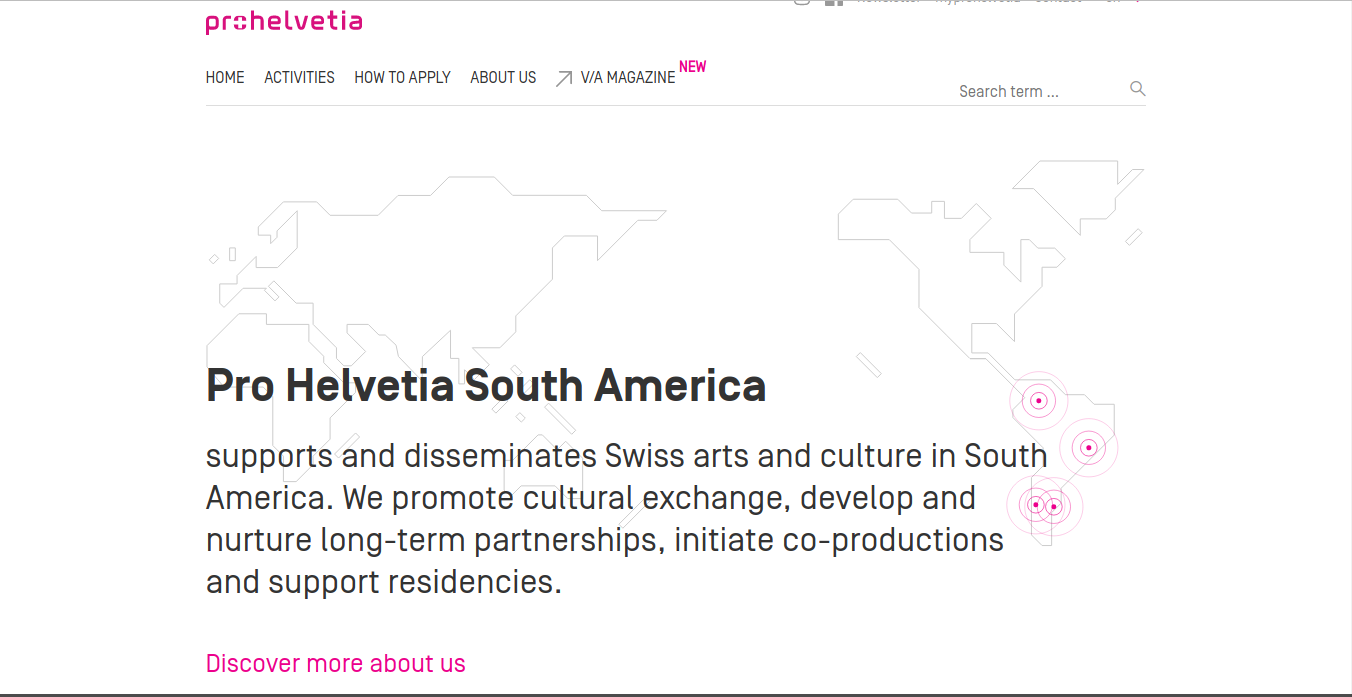 prohelvetia
HOME ACTIVITIES HOW TO APPLY ABOUT US V/A MAGAZINE NEW
Search term ...
Pro Helvetia South America
supports and disseminates Swiss arts and culture in South
America. We promote cultural exchange, develop and
nurture long-term partnerships, initiate co-productions
and support residencies.
Discover more about us